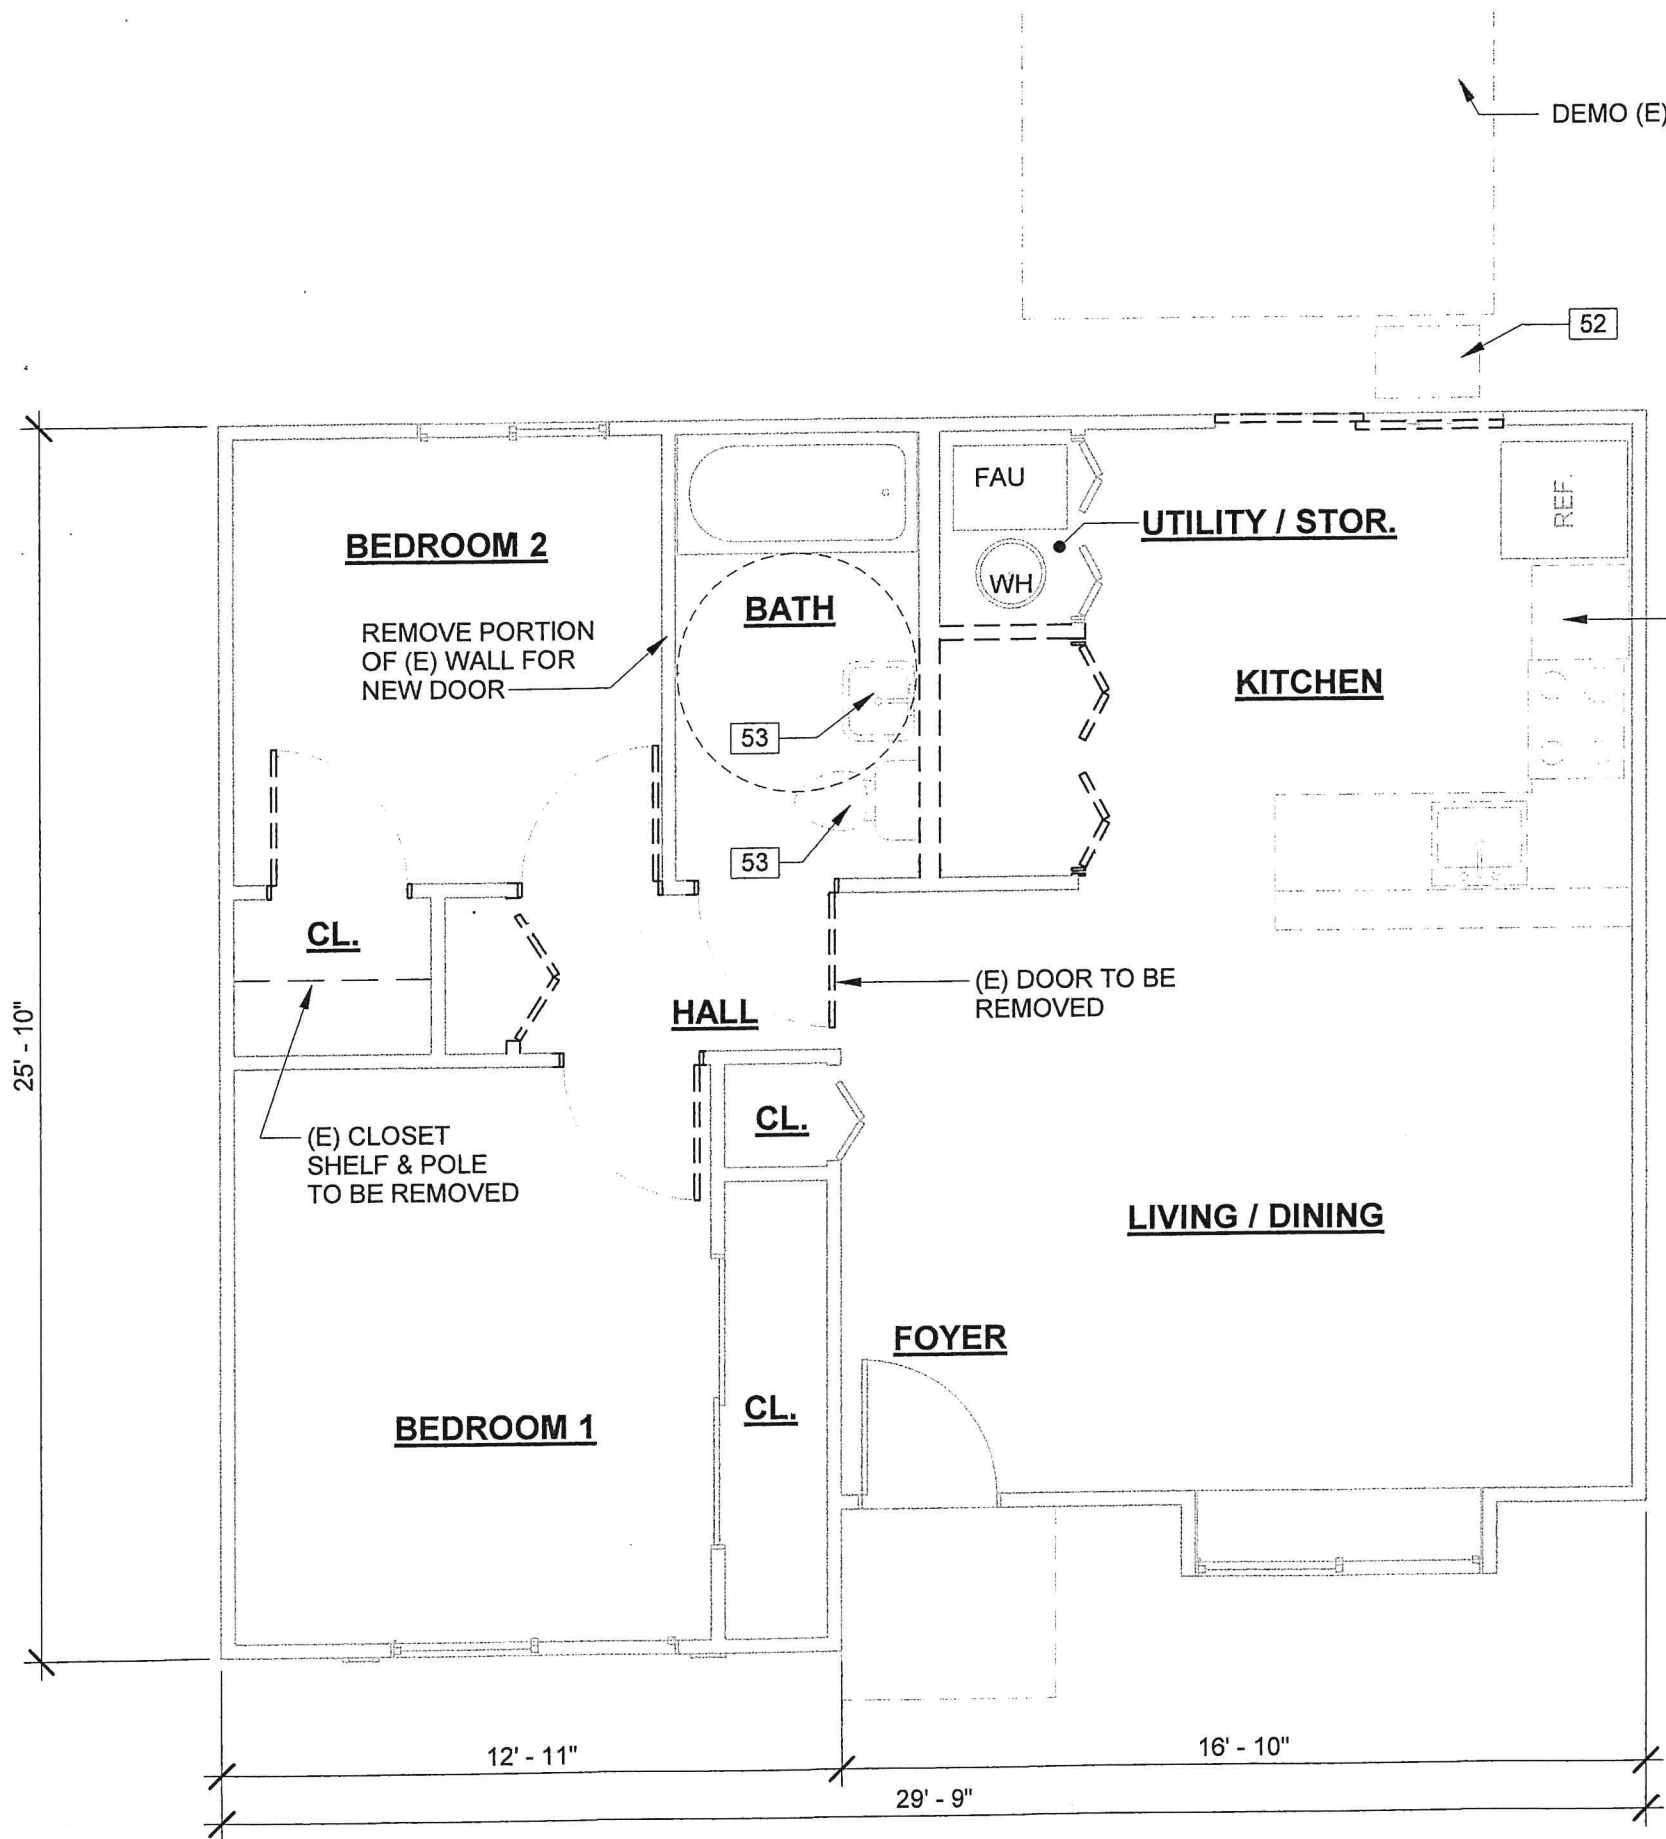 DEMO (E)
52
FAU
UTILITY / STOR.
REF.
BEDROOM 2
WH
BATH
REMOVE PORTION
OF (E) WALL FOR
NEW DOOR
KITCHEN
53
53
CL.
(E) DOOR TO BE
REMOVED
HALL
25' - 10"
CL.
(E) CLOSET
SHELF & POLE
TO BE REMOVED
LIVING / DINING
FOYER
CL.
BEDROOM 1
12' - 11"
16' - 10"
29' - 9"